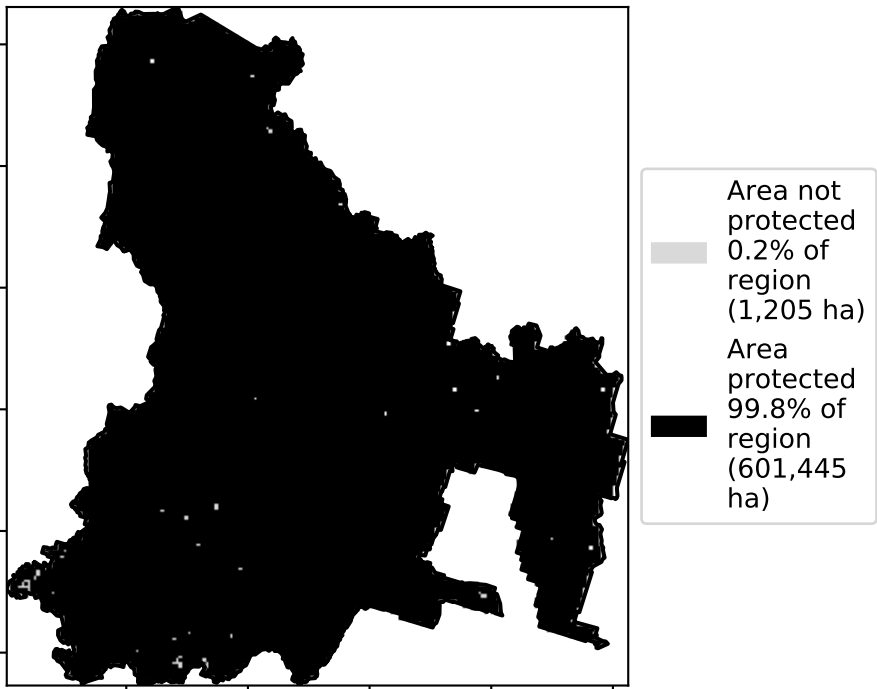 Area not
protected
0.2% of
region
(1,205 ha)
Area
protected
99.8% of
region
(601,445
ha)